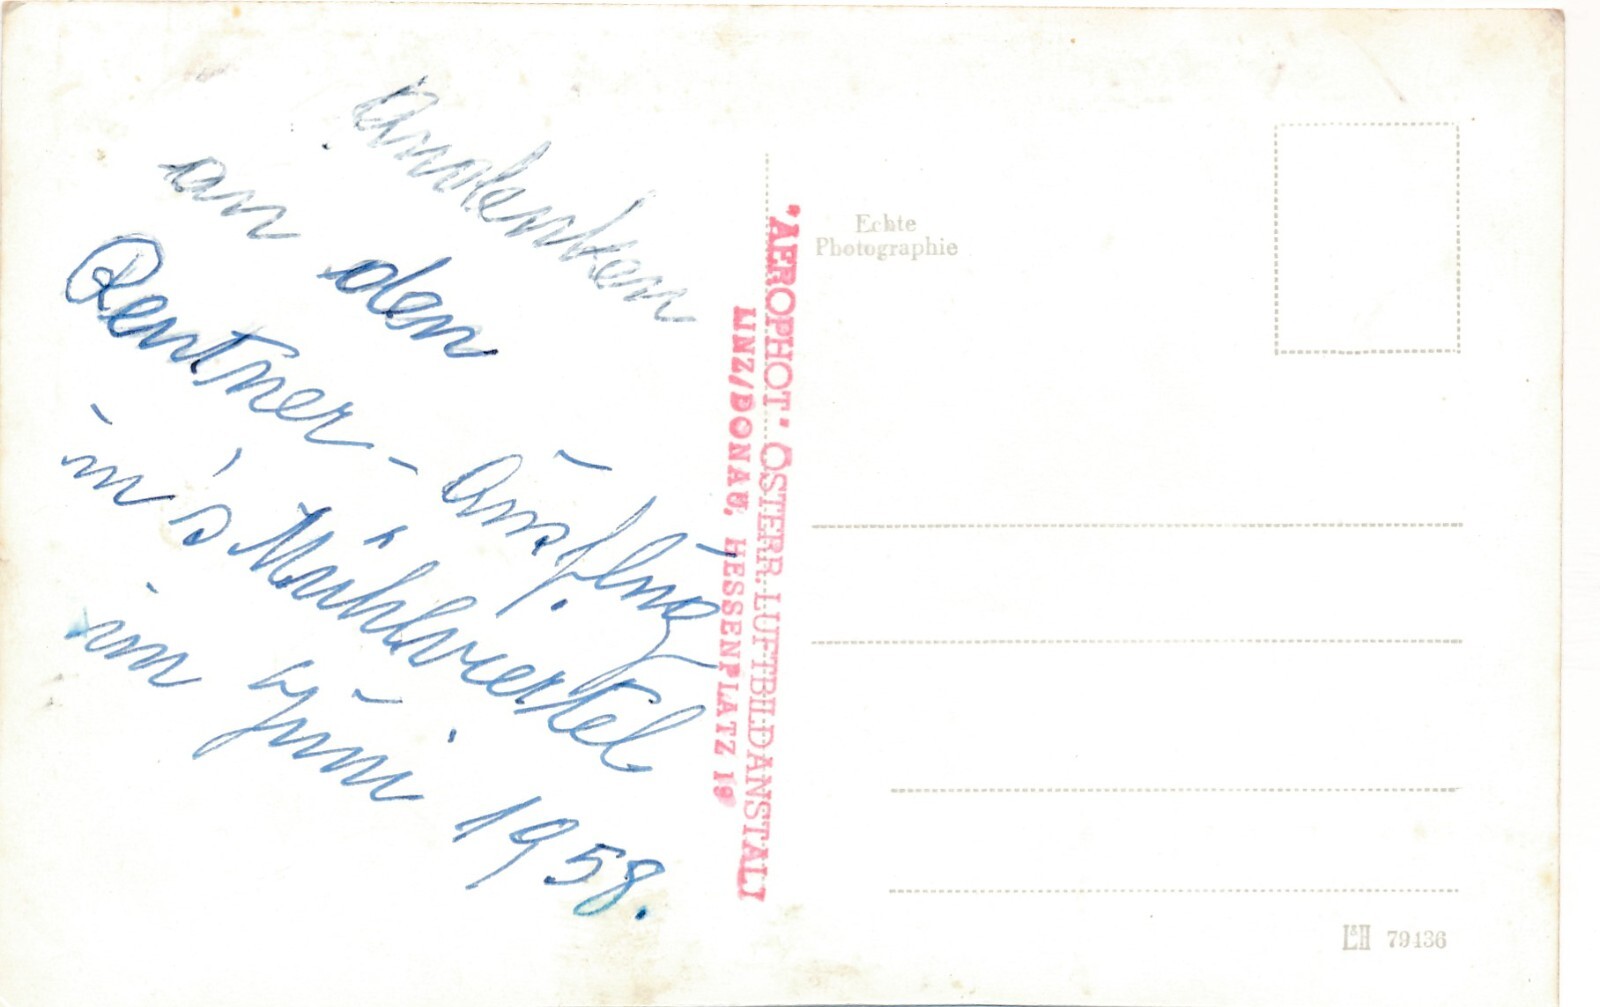 Andenken
an den
Rentner-Ausflug
in's Mühlviertel
im Juni 1958.
"AEROPHOT" ÖSTERR. LUFTBILDANSTALT
LINZ/DONAU, HESSENPLATZ 19
Echte
Photographie
L&H 79136